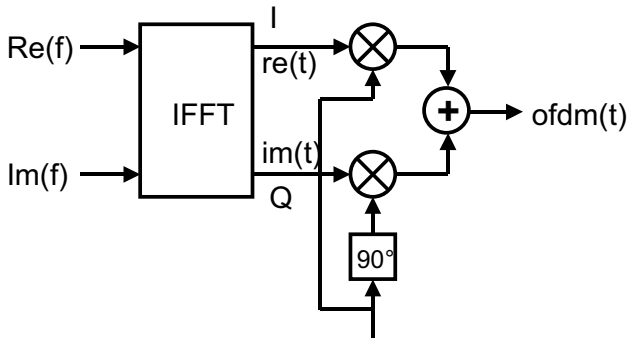 I
Re(f)
re(t)
IFFT
+
ofdm(t)
im(t)
Im(f)
Q
90°